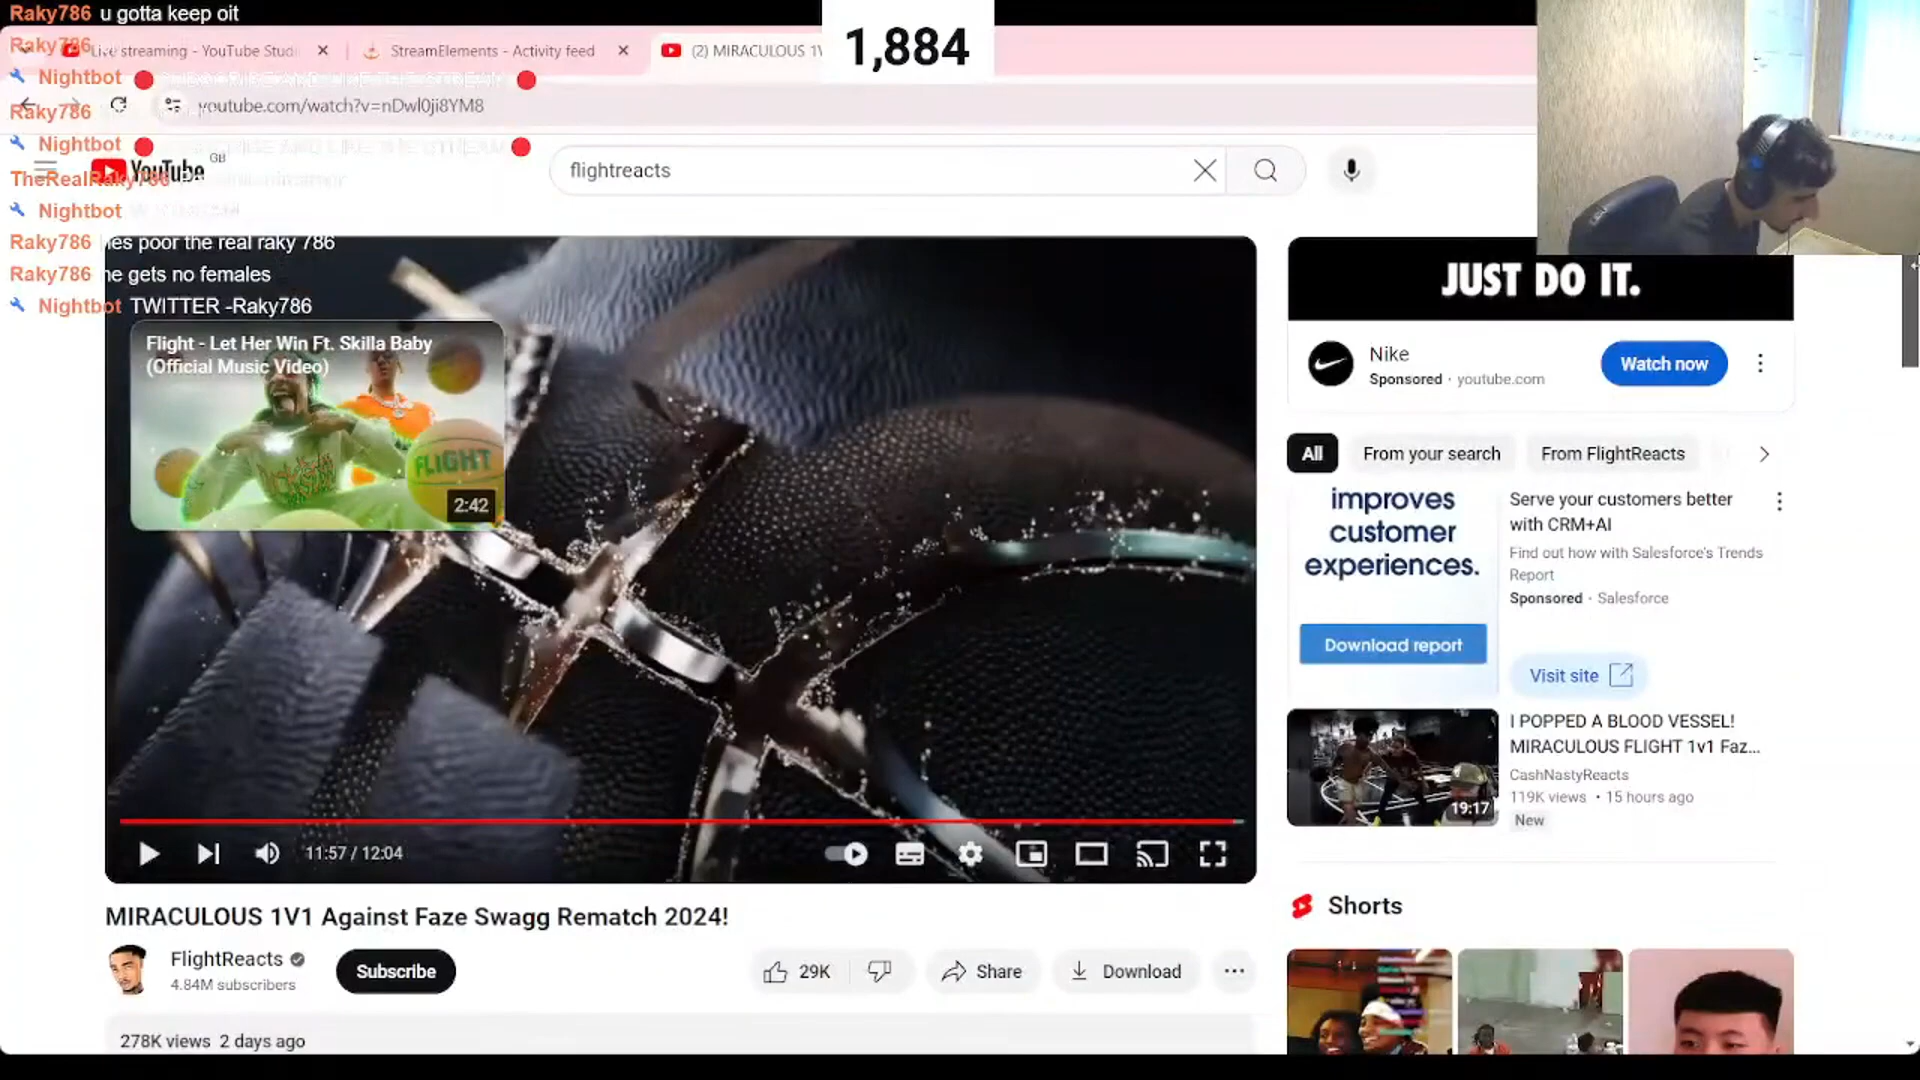 Raky786 u gotta keep oit
Raky786
Live streaming - YouTube Studi
StreamElements - Activity feed
(2) MIRACULOUS 1V
1,884
Nightbot
youtube.com/watch?v=nDwl0ji8YM8
Raky786
Nightbot
YouTube GB
flightreacts
TheRealRaky786
Nightbot
Raky786 hes poor the real raky 786
Raky786 he gets no females
Nightbot TWITTER -Raky786
Flight - Let Her Win Ft. Skilla Baby
(Official Music Video)
FLIGHT
2:42
11:57 / 12:04
MIRACULOUS 1V1 Against Faze Swagg Rematch 2024!
FlightReacts
4.84M subscribers
Subscribe
29K
Share
Download
278K views 2 days ago
JUST DO IT.
Nike
Sponsored · youtube.com
Watch now
All
From your search
From FlightReacts
improves
customer
experiences.
Download report
Serve your customers better
with CRM+AI
Find out how with Salesforce's Trends
Report
Sponsored · Salesforce
Visit site
I POPPED A BLOOD VESSEL!
MIRACULOUS FLIGHT 1v1 Faz...
CashNastyReacts
119K views · 15 hours ago
New
19:17
Shorts